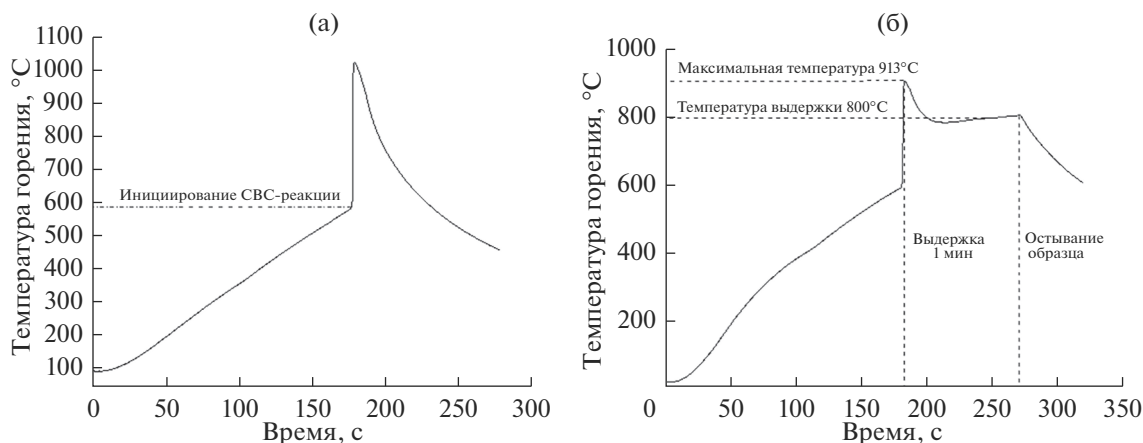 (а)
Температура горения, °C
1100
1000
900
800
700
600
500
400
300
200
100
Инициирование СВС-реакции
0
50
100
150
200
250
300
Время, с
(б)
Температура горения, °C
1000
800
600
400
200
Максимальная температура 913°C
Температура выдержки 800°C
Выдержка
1 мин
Остывание
образца
0
50
100
150
200
250
300
350
Время, с